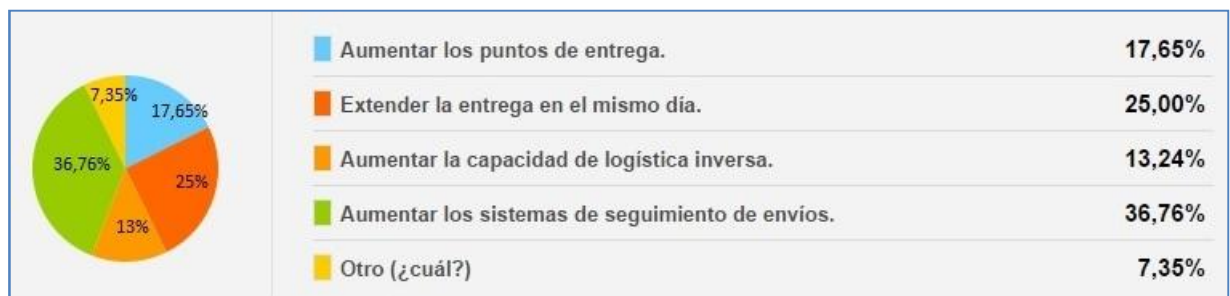 7,35%
17,65%
36,76%
25%
13%
Aumentar los puntos de entrega. 17,65%
Extender la entrega en el mismo día. 25,00%
Aumentar la capacidad de logística inversa. 13,24%
Aumentar los sistemas de seguimiento de envíos. 36,76%
Otro (¿cuál?) 7,35%